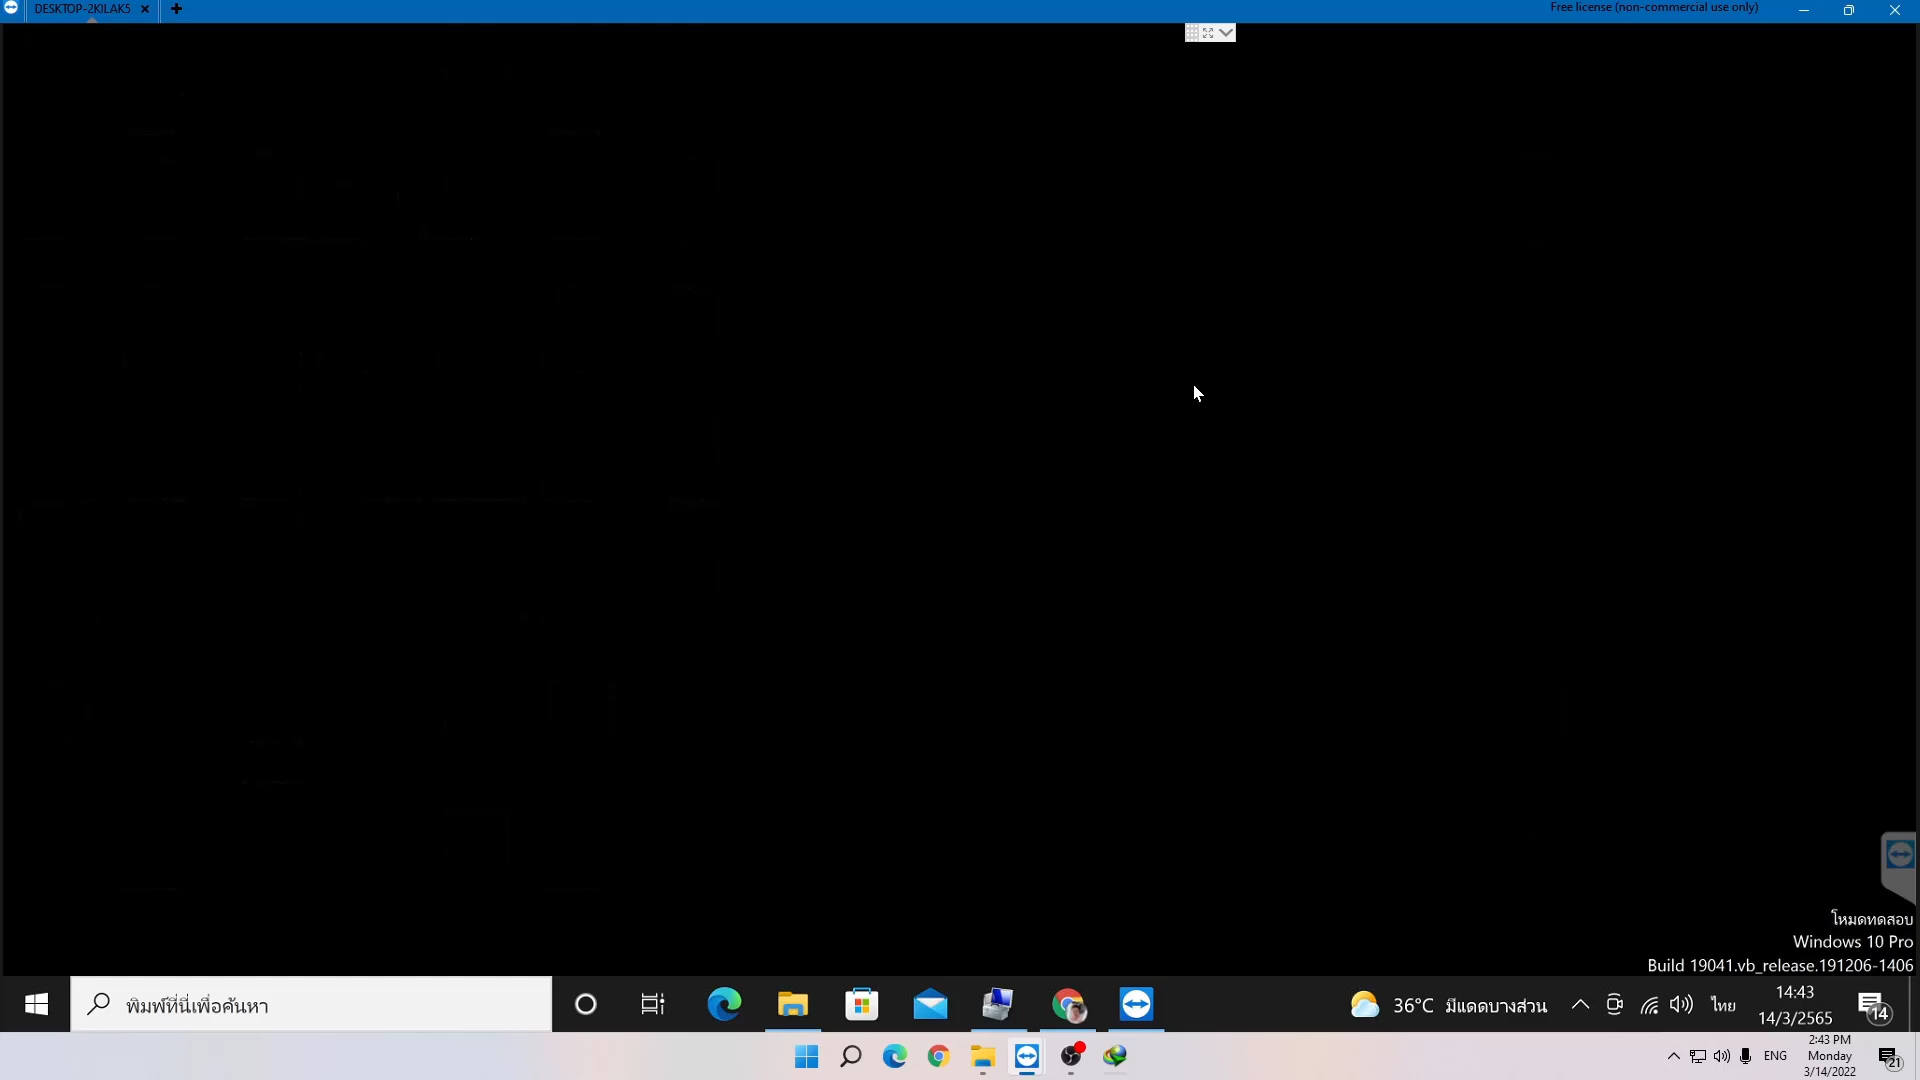 DESKTOP-2KILAK5
Free license (non-commercial use only)
โหมดทดสอบ
Windows 10 Pro
Build 19041.vb_release.191206-1406
พิมพ์ที่นี่เพื่อค้นหา
36°C มีแดดบางส่วน
ไทย
14:43
14/3/2565
14
ENG
2:43 PM
Monday
3/14/2022
21